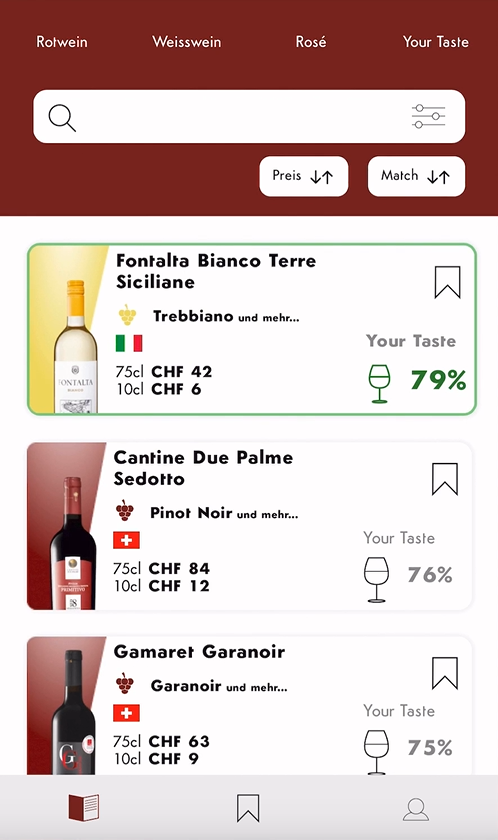 Rotwein Weisswein Rosé Your Taste
Preis Match
Fontalta Bianco Terre
Siciliane
Trebbiano und mehr...
Your Taste
75cl CHF 42
10cl CHF 6
79%
FONTALTA
Cantine Due Palme
Sedotto
Pinot Noir und mehr...
Your Taste
75cl CHF 84
10cl CHF 12
76%
PRIMITIVO
Gamaret Garanoir
Garanoir und mehr...
Your Taste
75cl CHF 63
10cl CHF 9
75%